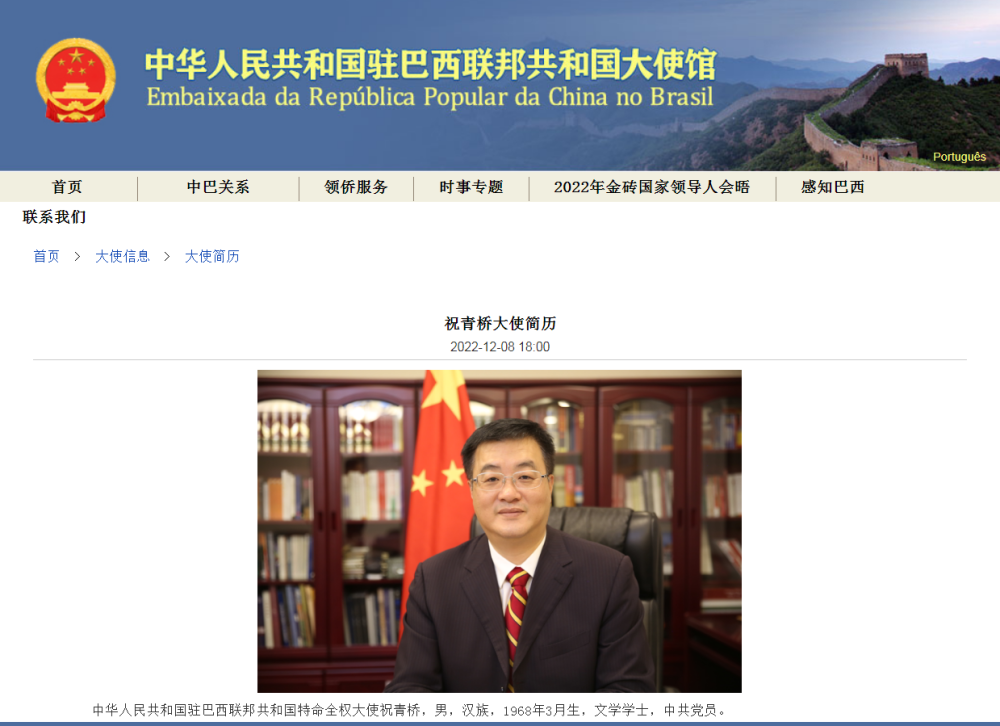 中华人民共和国驻巴西联邦共和国大使馆
Embaixada da República Popular da China no Brasil
Português
首页 中巴关系 领侨服务 时事专题 2022年金砖国家领导人会晤 感知巴西
联系我们
首页 > 大使信息 > 大使简历
祝青桥大使简历
2022-12-08 18:00
中华人民共和国驻巴西联邦共和国特命全权大使祝青桥，男，汉族，1968年3月生，文学学士，中共党员。